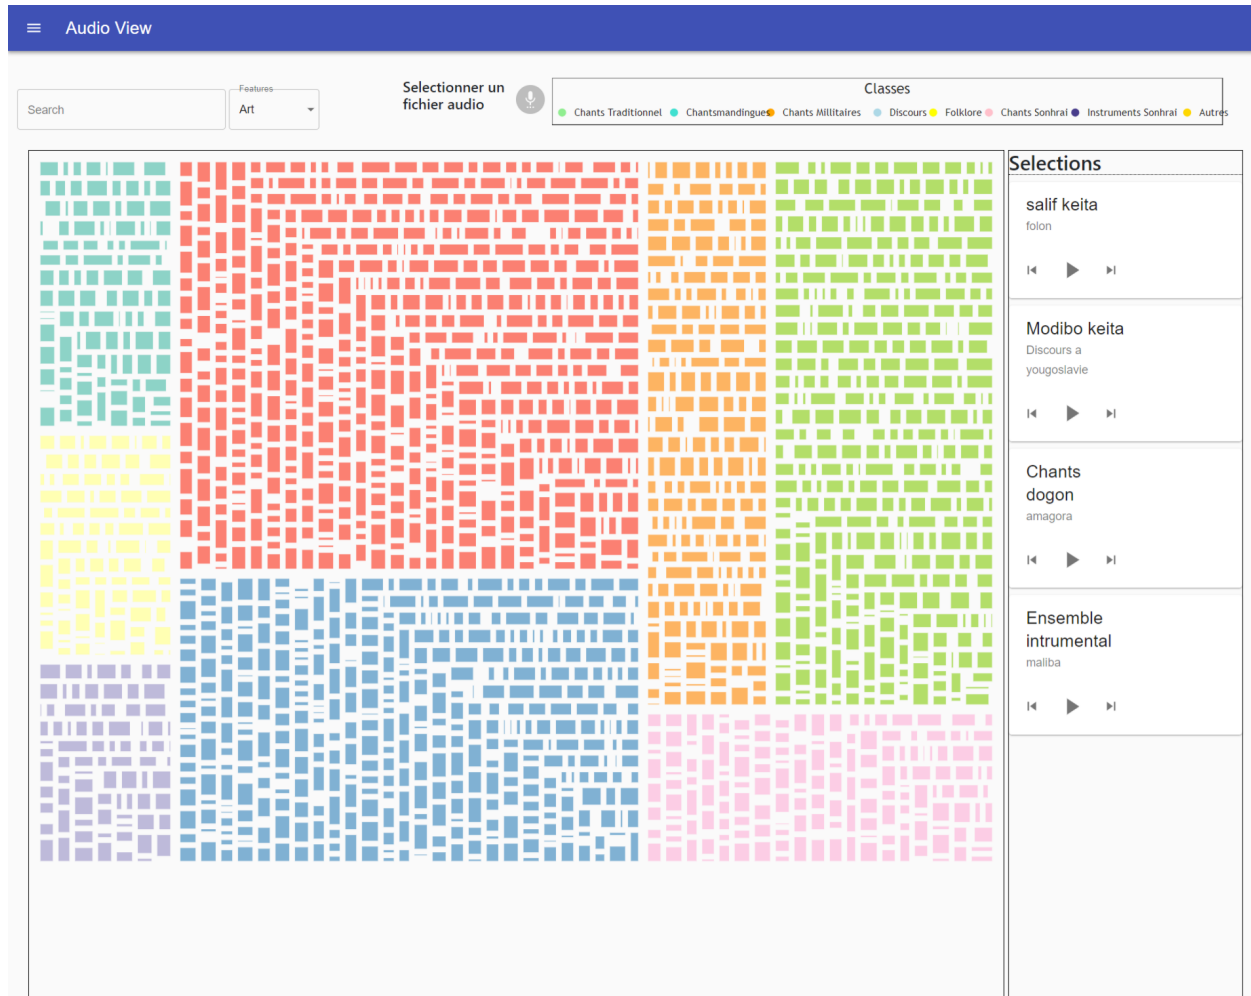 Audio View
Search
Features
Art
Selectionner un
fichier audio
Classes
Chants Traditionnel Chantsmandingues Chants Millitaires Discours Folklore Chants Sonhrai Instruments Sonhrai Autres
Selections
salif keita
folon
Modibo keita
Discours a
yougoslavie
Chants
dogon
amagora
Ensemble
intrumental
maliba